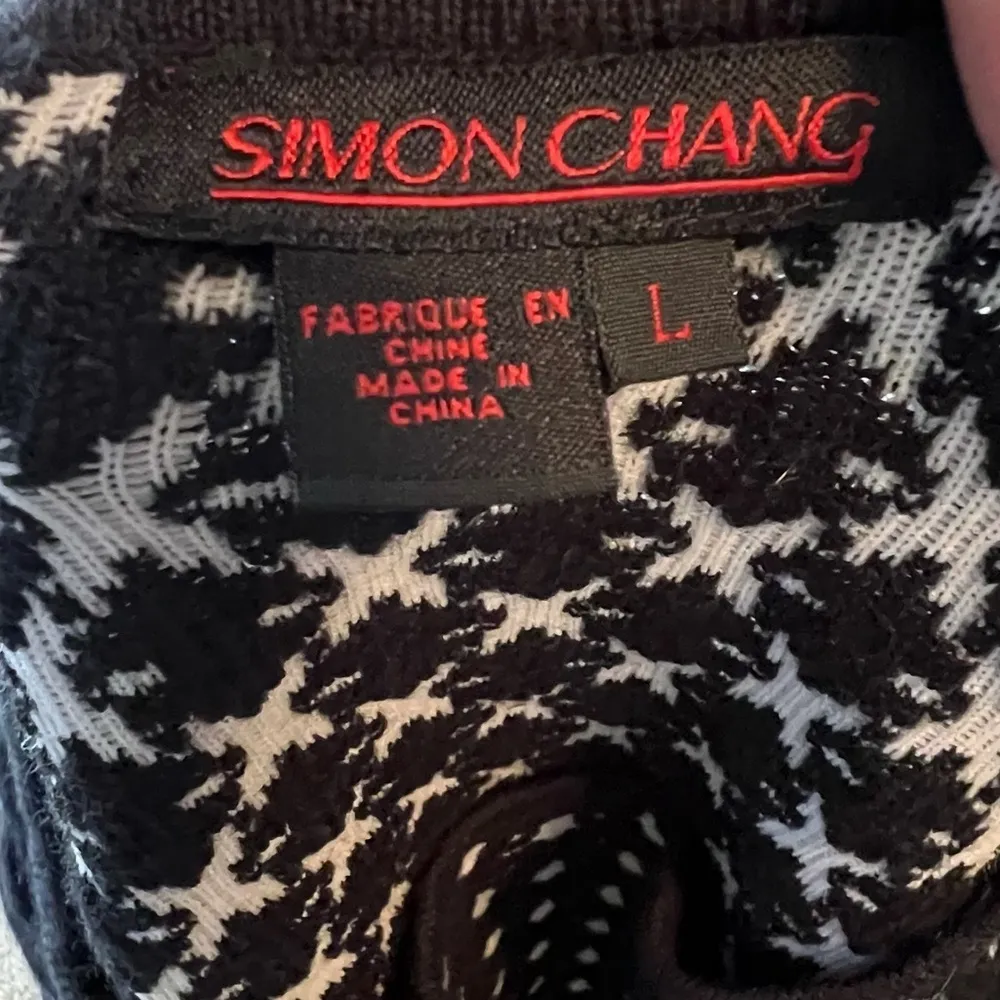 SIMON CHANG
FABRIQUE EN
CHINE
MADE IN
CHINA
L